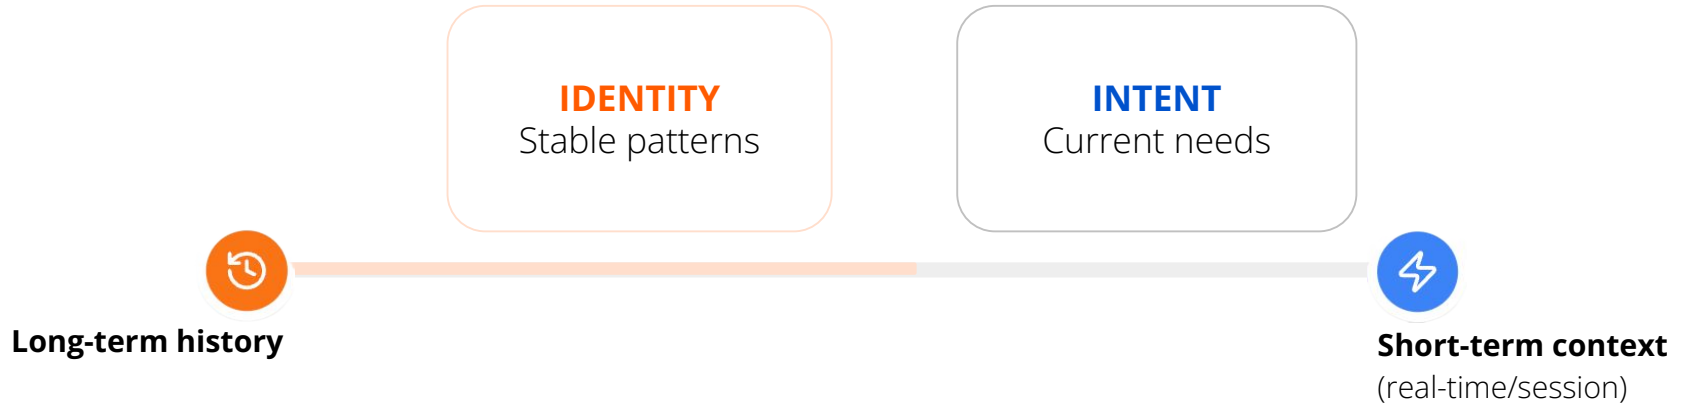 IDENTITY
Stable patterns
INTENT
Current needs
Long-term history
Short-term context
(real-time/session)